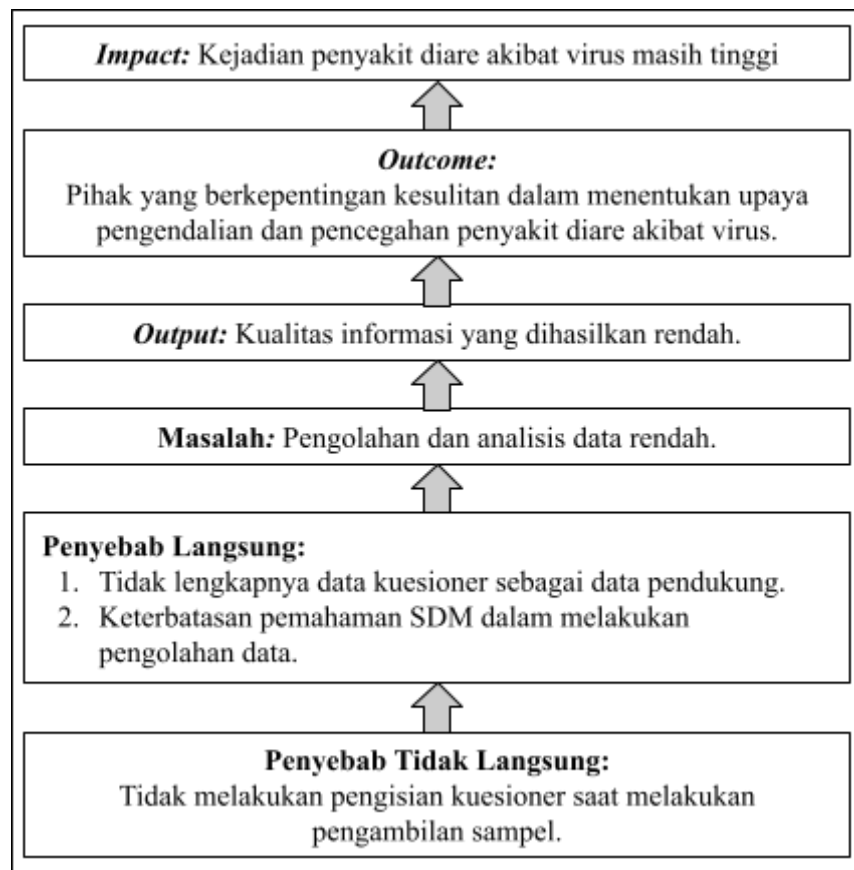 Impact: Kejadian penyakit diare akibat virus masih tinggi
Outcome:
Pihak yang berkepentingan kesulitan dalam menentukan upaya
pengendalian dan pencegahan penyakit diare akibat virus.
Output: Kualitas informasi yang dihasilkan rendah.
Masalah: Pengolahan dan analisis data rendah.
Penyebab Langsung:
1. Tidak lengkapnya data kuesioner sebagai data pendukung.
2. Keterbatasan pemahaman SDM dalam melakukan
pengolahan data.
Penyebab Tidak Langsung:
Tidak melakukan pengisian kuesioner saat melakukan
pengambilan sampel.